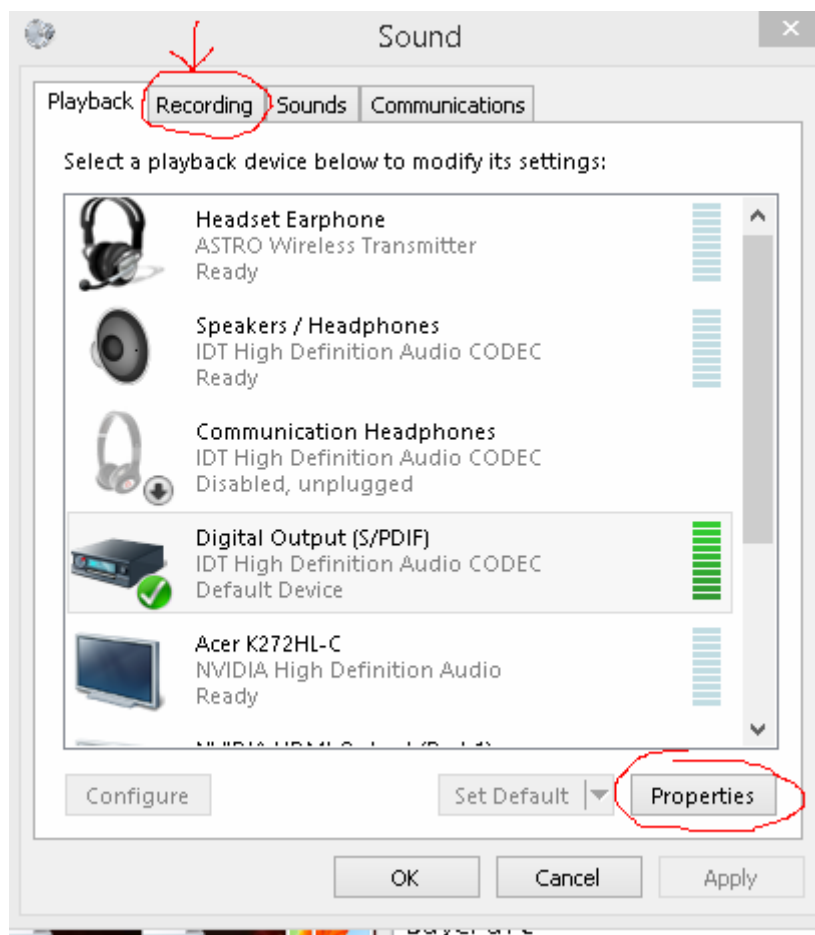 Sound
Playback Recording Sounds Communications
Select a playback device below to modify its settings:
Headset Earphone
ASTRO Wireless Transmitter
Ready
Speakers / Headphones
IDT High Definition Audio CODEC
Ready
Communication Headphones
IDT High Definition Audio CODEC
Disabled, unplugged
Digital Output (S/PDIF)
IDT High Definition Audio CODEC
Default Device
Acer K272HL-C
NVIDIA High Definition Audio
Ready
Configure Set Default Properties
OK Cancel Apply